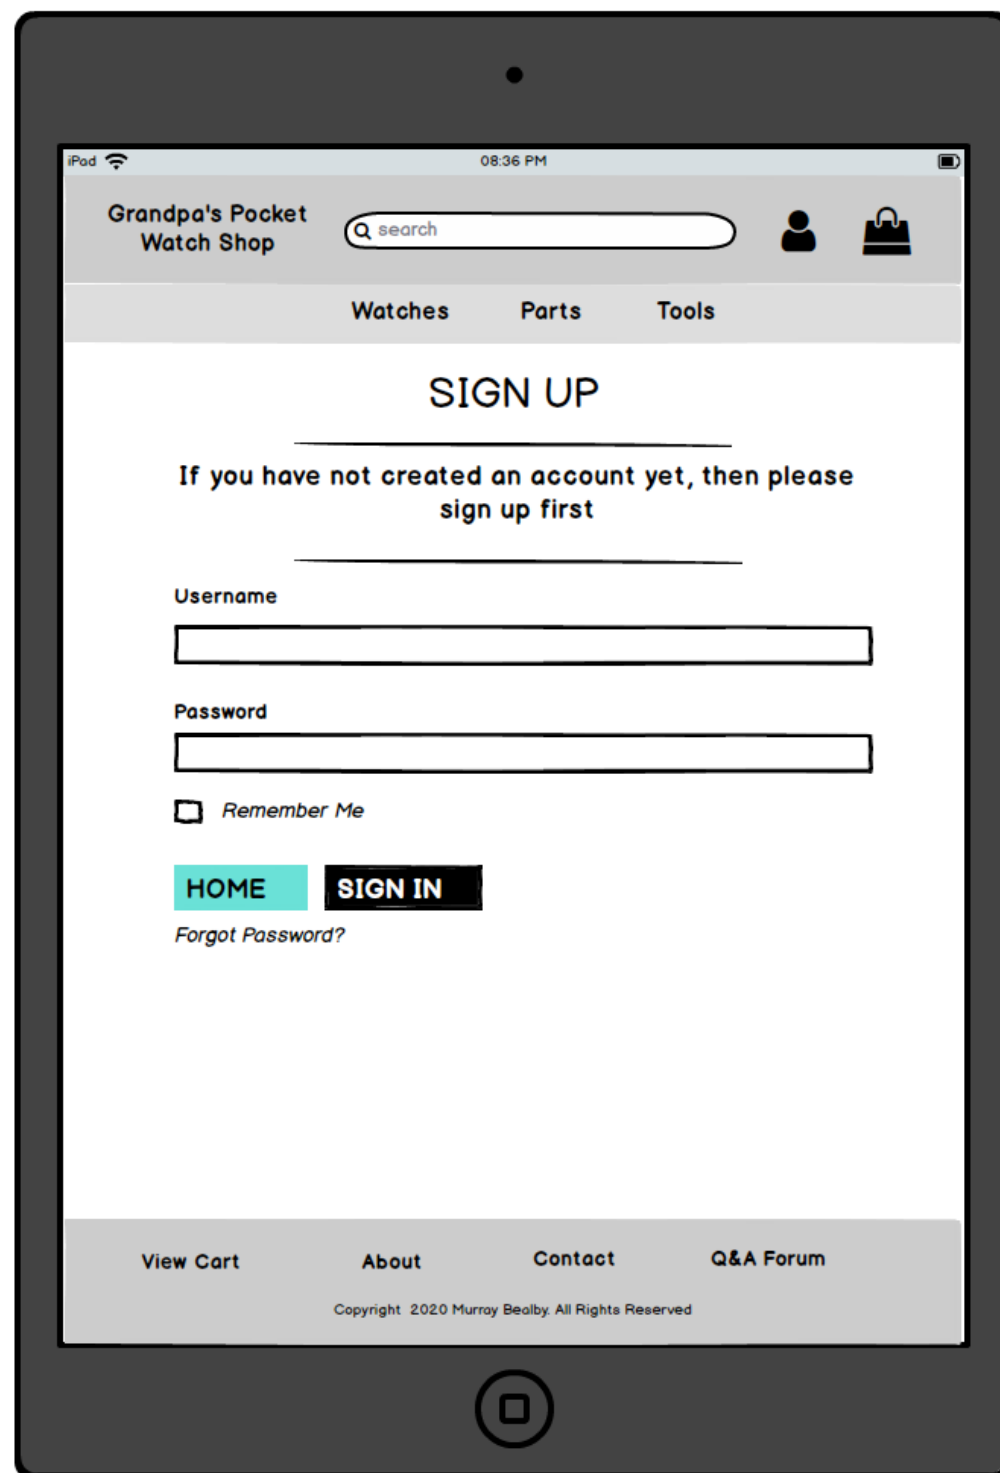 iPad 08:36 PM
Grandpa's Pocket
Watch Shop
search
Watches Parts Tools
SIGN UP
If you have not created an account yet, then please
sign up first
Username
Password
Remember Me
HOME SIGN IN
Forgot Password?
View Cart About Contact Q&A Forum
Copyright 2020 Murray Bealby. All Rights Reserved